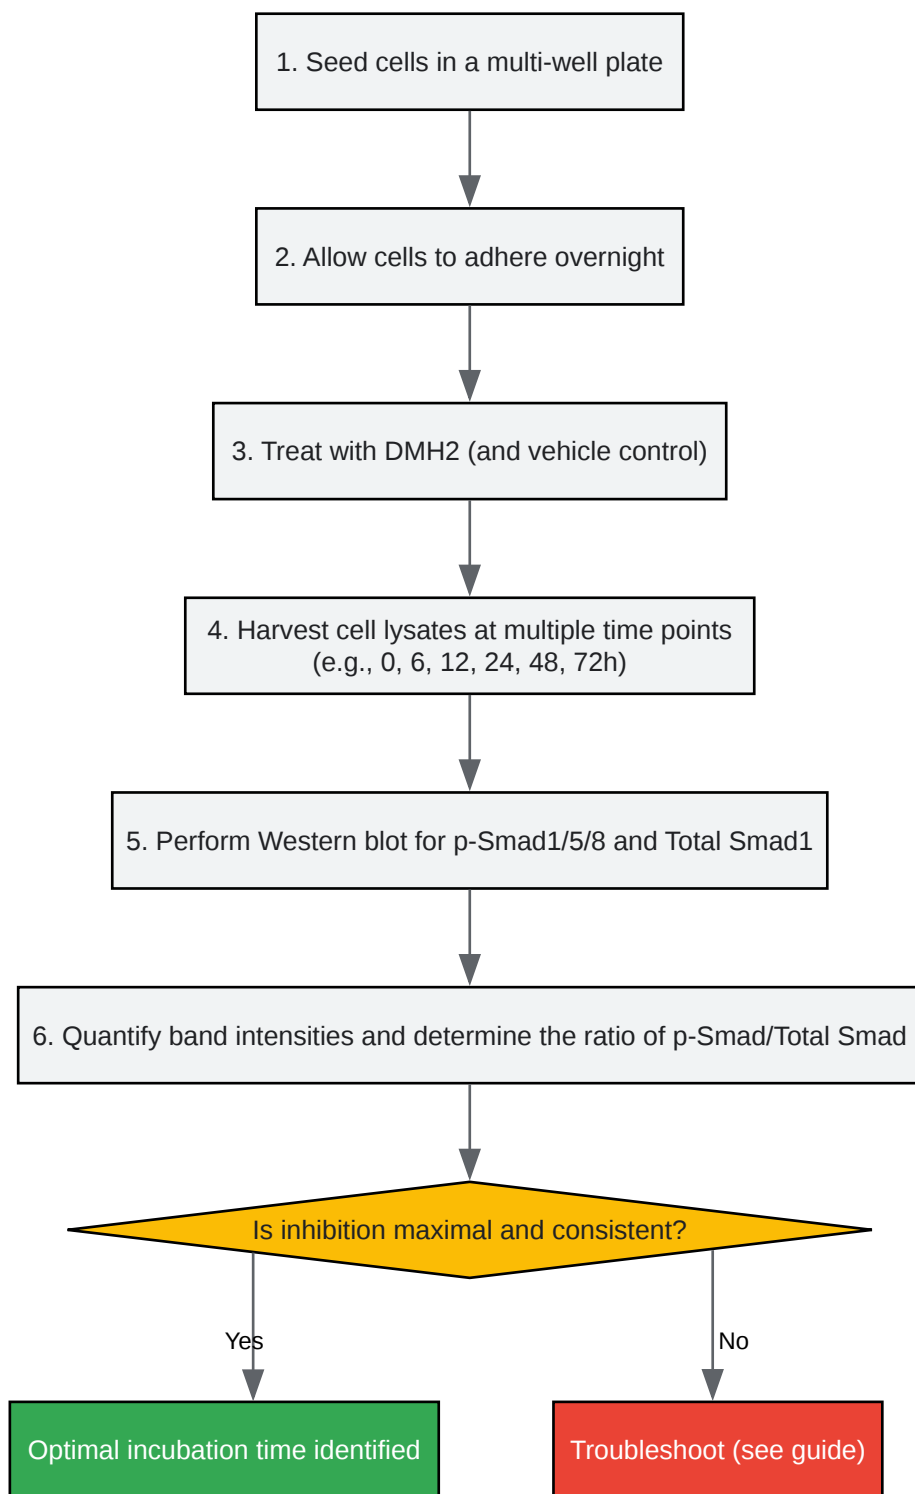 1. Seed cells in a multi-well plate
2. Allow cells to adhere overnight
3. Treat with DMH2 (and vehicle control)
4. Harvest cell lysates at multiple time points
(e.g., 0, 6, 12, 24, 48, 72h)
5. Perform Western blot for p-Smad1/5/8 and Total Smad1
6. Quantify band intensities and determine the ratio of p-Smad/Total Smad
Is inhibition maximal and consistent?
Yes
No
Optimal incubation time identified
Troubleshoot (see guide)